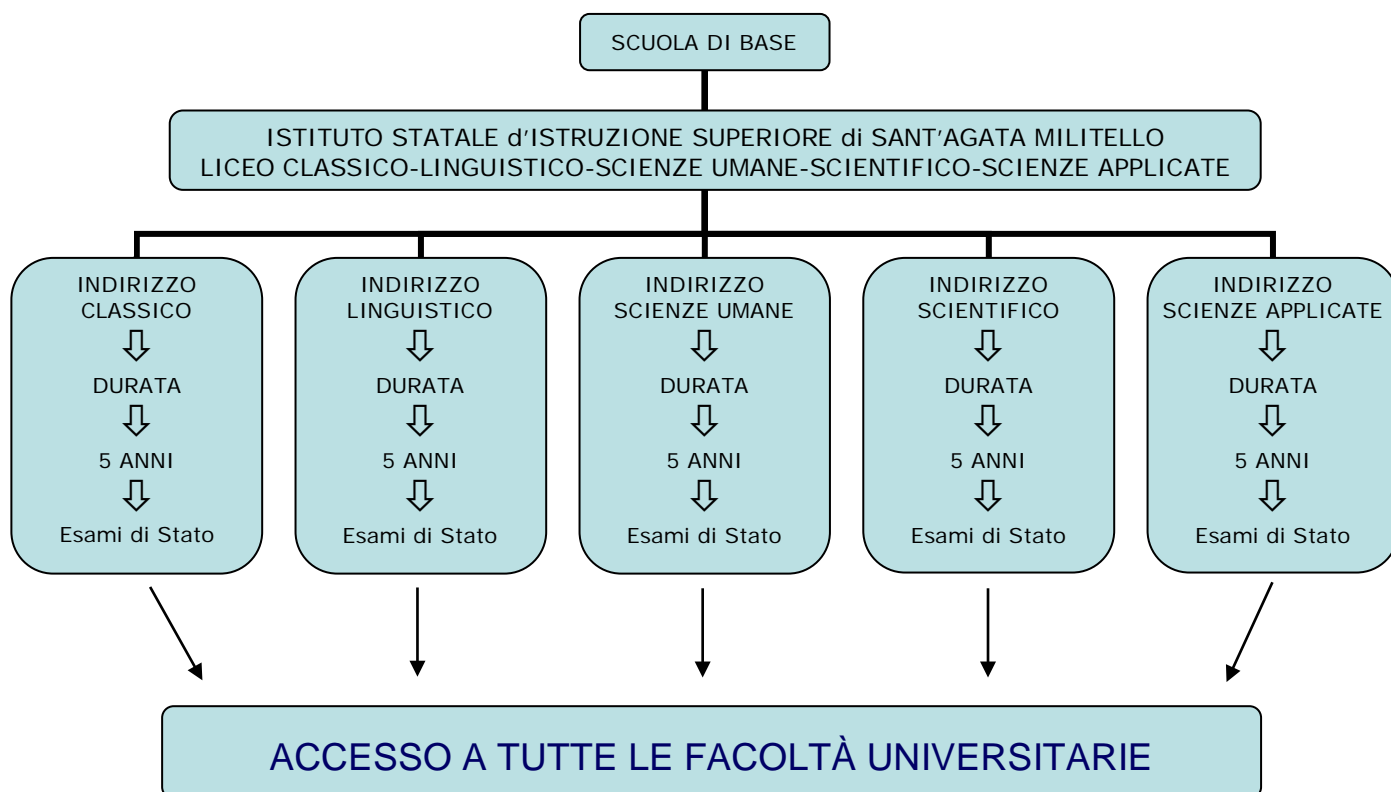 SCUOLA DI BASE
ISTITUTO STATALE d'ISTRUZIONE SUPERIORE di SANT'AGATA MILITELLO
LICEO CLASSICO-LINGUISTICO-SCIENZE UMANE-SCIENTIFICO-SCIENZE APPLICATE
INDIRIZZO
CLASSICO
DURATA
5 ANNI
Esami di Stato
INDIRIZZO
LINGUISTICO
DURATA
5 ANNI
Esami di Stato
INDIRIZZO
SCIENZE UMANE
DURATA
5 ANNI
Esami di Stato
INDIRIZZO
SCIENTIFICO
DURATA
5 ANNI
Esami di Stato
INDIRIZZO
SCIENZE APPLICATE
DURATA
5 ANNI
Esami di Stato
ACCESSO A TUTTE LE FACOLTÀ UNIVERSITARIE